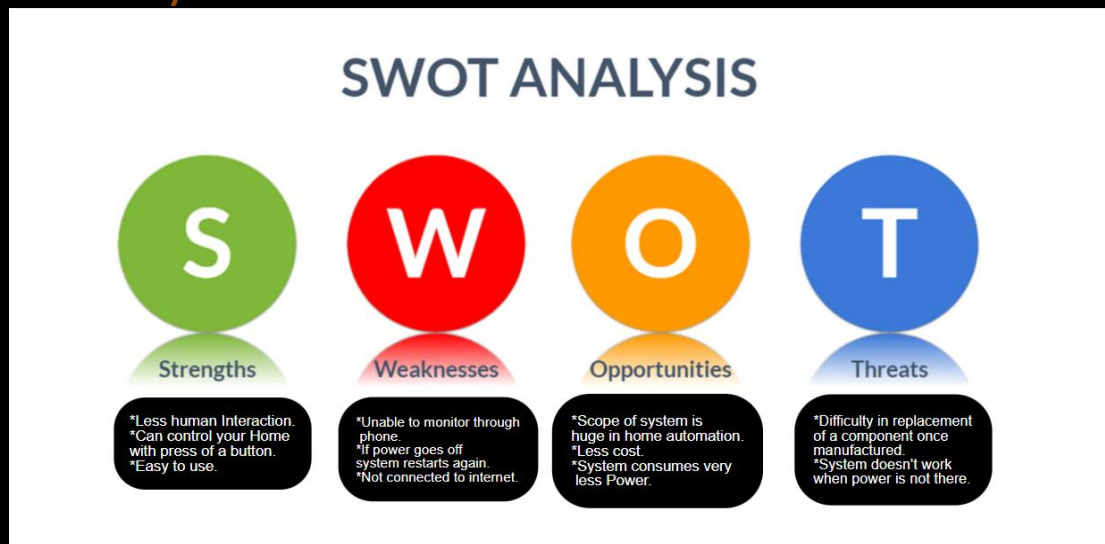 SWOT ANALYSIS
S
W
O
T
Strengths
Weaknesses
Opportunities
Threats
*Less human Interaction.
*Can control your Home
with press of a button.
*Easy to use.
*Unable to monitor through
phone.
*If power goes off
system restarts again.
*Not connected to internet.
*Scope of system is
huge in home automation.
*Less cost.
*System consumes very
less Power.
*Difficulty in replacement
of a component once
manufactured.
*System doesn't work
when power is not there.